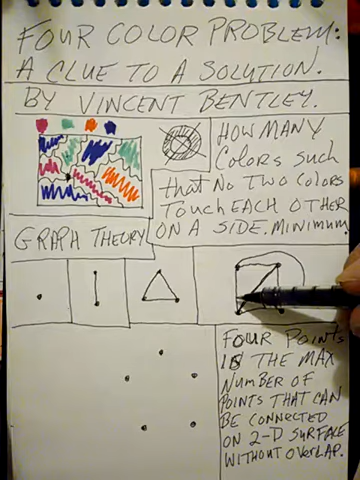 FOUR COLOR PROBLEM:
A CLUE TO A SOLUTION.
BY VINCENT BENTLEY.
HOW MANY
COLORS SUCH
that NO TWO COLORS
TOUCH EACH OTHER
ON A SIDE. MINIMUM
GRAPH THEORY
FOUR POINTS
IS THE MAX
NUMBER OF
POINTS THAT CAN
BE CONNECTED
ON 2-D SURFACE
WITHOUT OVERLAP.